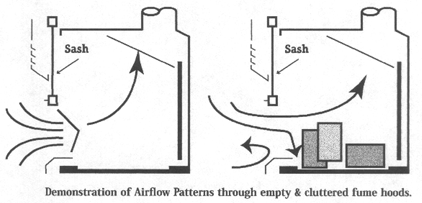 Sash
Sash
Demonstration of Airflow Patterns through empty & cluttered fume hoods.